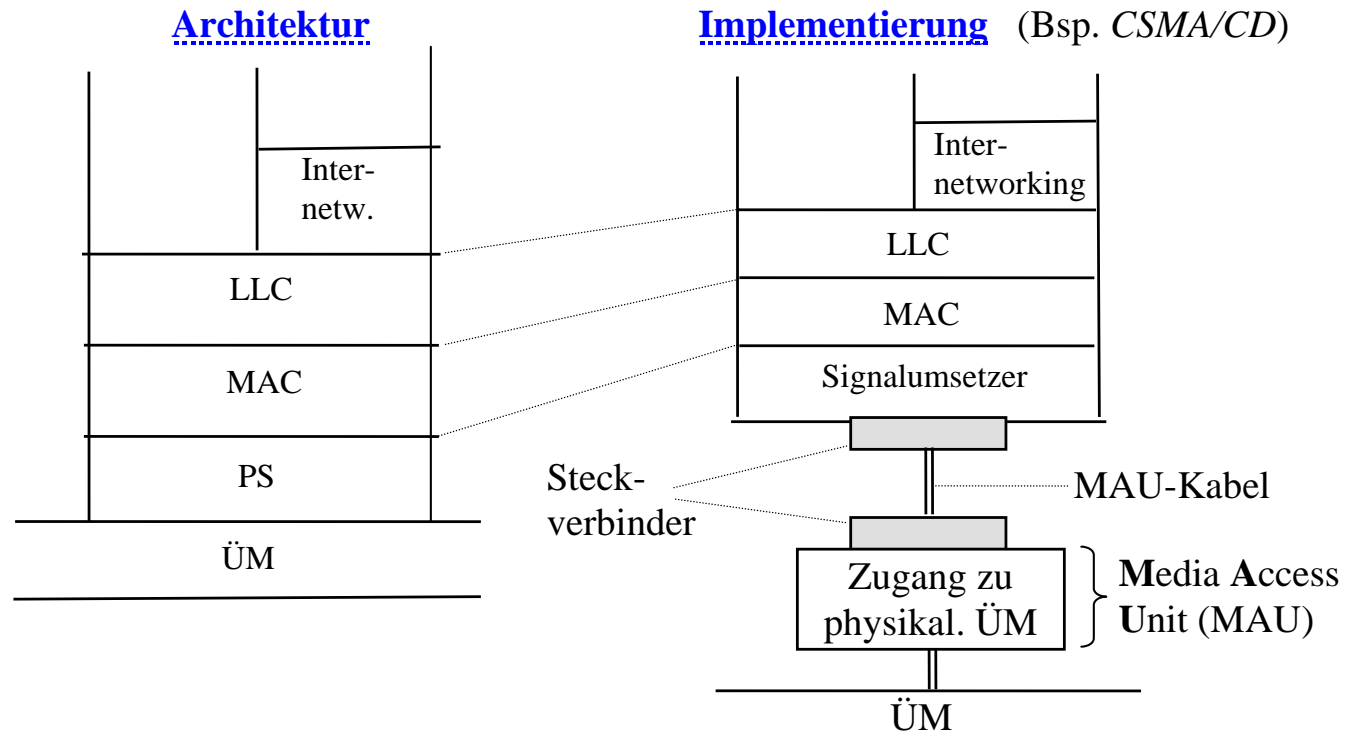 Architektur
Inter-
netw.
LLC
MAC
PS
ÜM
Implementierung (Bsp. CSMA/CD)
Inter-
networking
LLC
MAC
Signalumsetzer
Steck-
verbinder
MAU-Kabel
Zugang zu
physikal. ÜM
Media Access
Unit (MAU)
ÜM